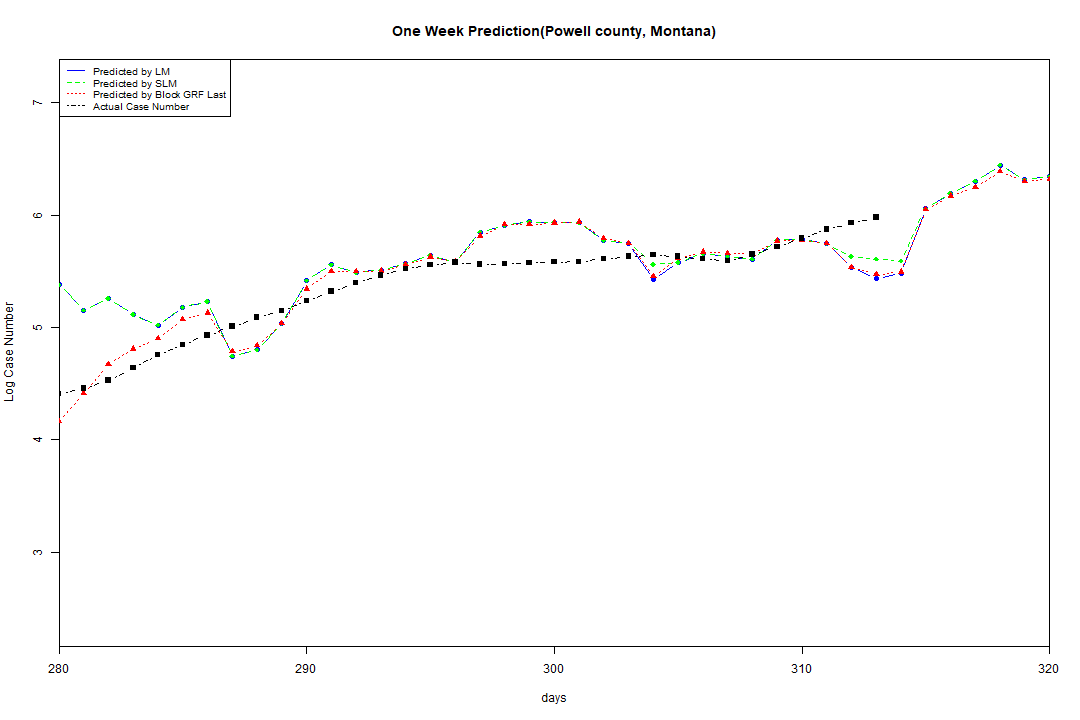 One Week Prediction(Powell county, Montana)
Predicted by LM
Predicted by SLM
Predicted by Block GRF Last
Actual Case Number
Log Case Number
7
6
5
4
3
280 290 300 310 320
days